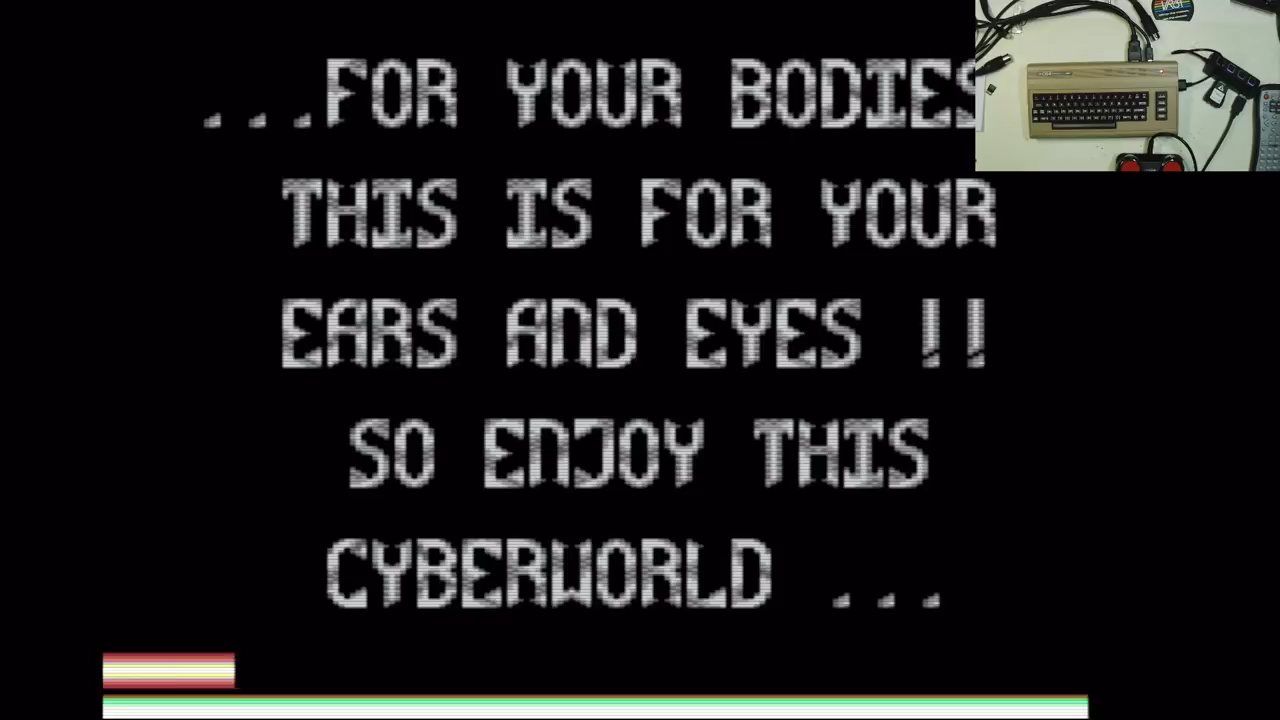 ...FOR YOUR BODIES
THIS IS FOR YOUR
EARS AND EYES !!
SO ENJOY THIS
CYBERWORLD ...